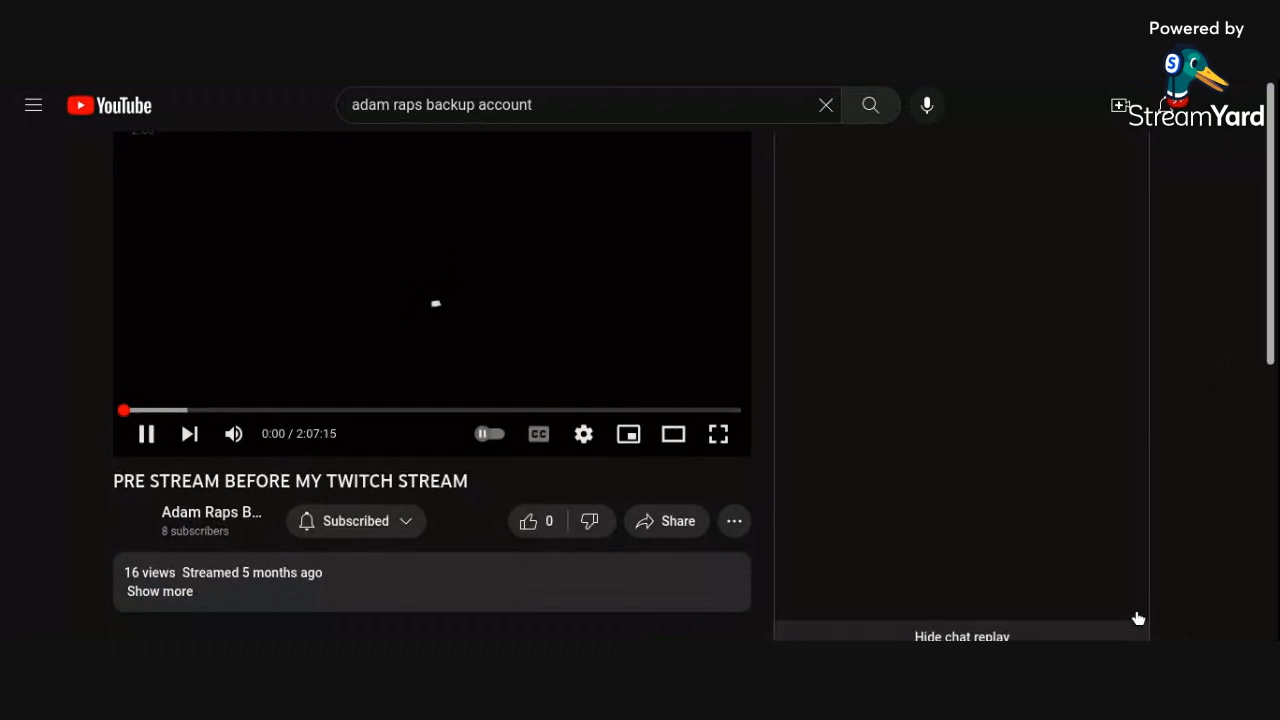 Powered by
StreamYard
YouTube
adam raps backup account
0:00 / 2:07:15
CC
PRE STREAM BEFORE MY TWITCH STREAM
Adam Raps B...
8 subscribers
Subscribed
0
Share
16 views Streamed 5 months ago
Show more
Hide chat replay